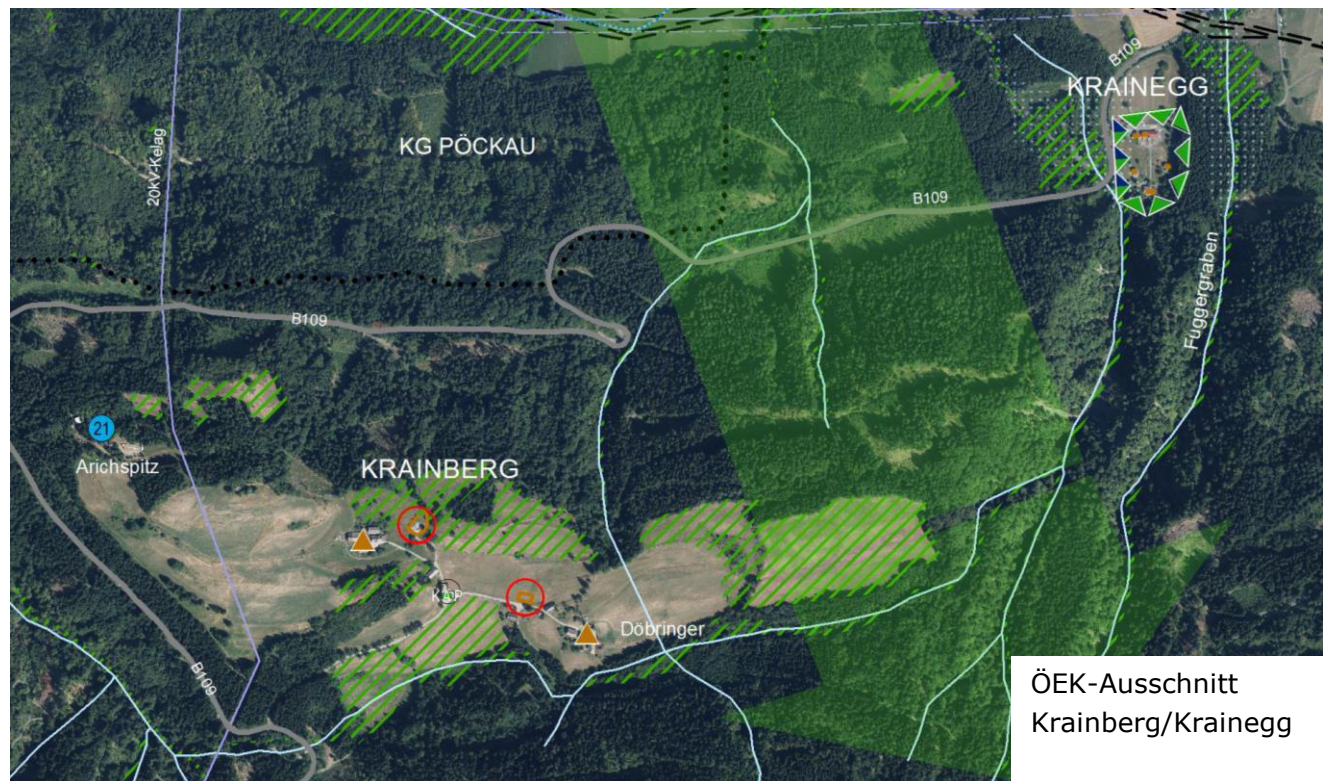 B109
KRAINEGG
KG PÖCKAU
20kV-Kelag
B109
Fuggergraben
B109
21
Arichspitz
KRAINBERG
Döbringer
B109
ÖEK-Ausschnitt
Krainberg/Krainegg